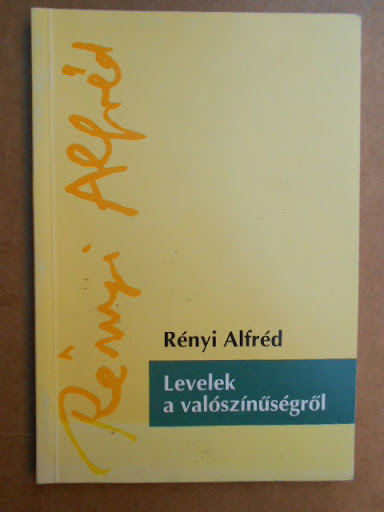 Rényi Alfréd
Rényi Alfréd
Levelek
a valószínűségről